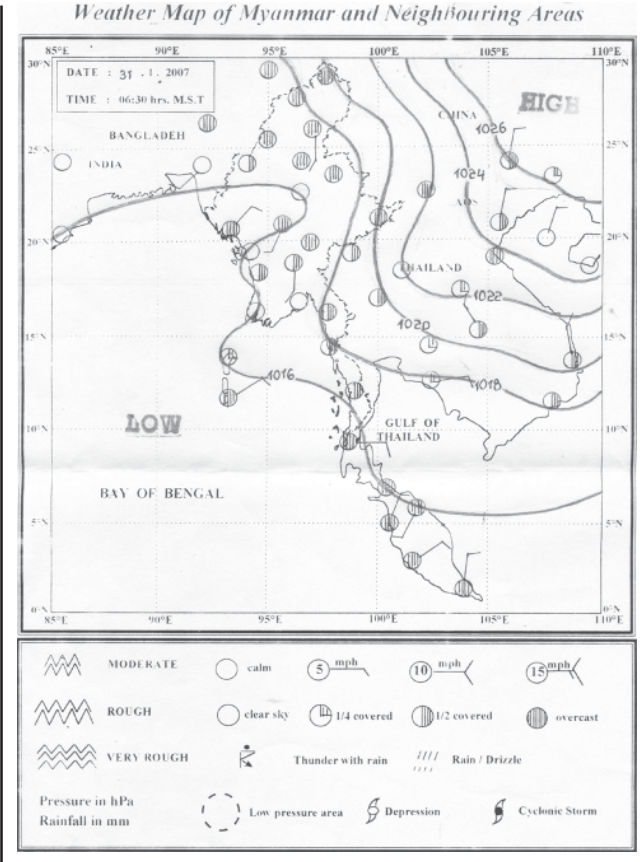 Weather Map of Myanmar and Neighbouring Areas
85°E 90°E 95°E 100°E 105°E 110°E
30°N 30°N
DATE : 31 . 1 . 2007
TIME : 06:30 hrs. M.S.T
HIGH
CHINA
1026
BANGLADEH
25°N INDIA 25°N
1024
20°N 20°N
THAILAND
1022
1020
15°N 15°N
1016 1018
LOW
10°N 10°N
GULF OF
THAILAND
BAY OF BENGAL
5°N 5°N
0°N 0°N
85°E 90°E 95°E 100°E 105°E 110°E
MODERATE calm 5 mph 10 mph 15 mph
ROUGH clear sky 1/4 covered 1/2 covered overcast
VERY ROUGH Thunder with rain Rain / Drizzle
Pressure in hPa
Rainfall in mm
Low pressure area Depression Cyclonic Storm